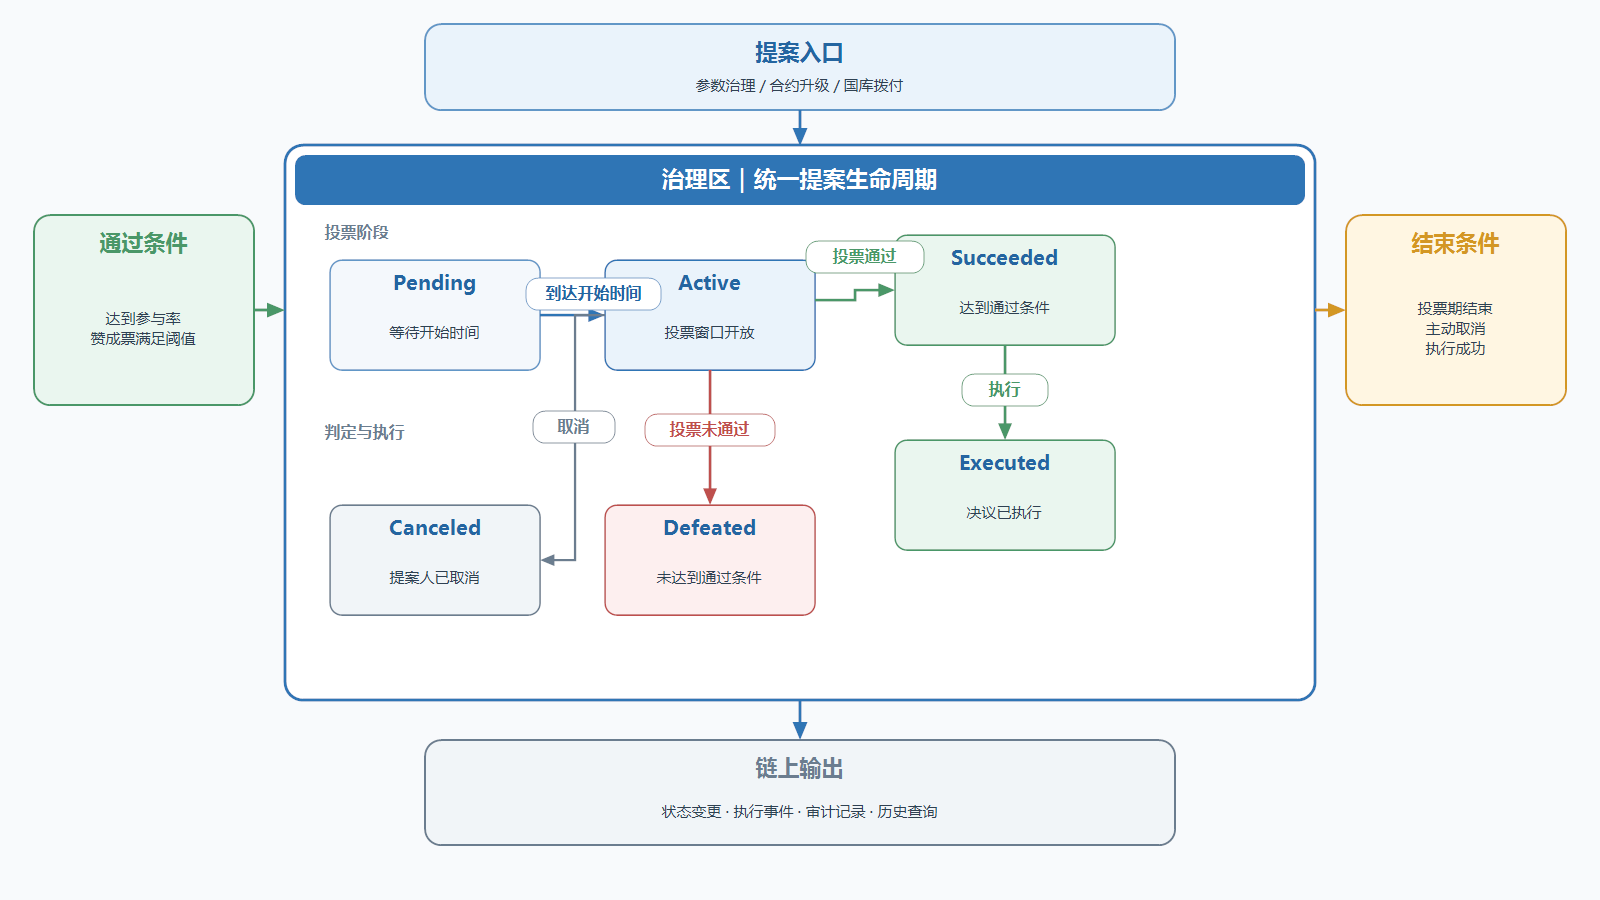 提案入口
参数治理 / 合约升级 / 国库拨付
治理区｜统一提案生命周期
通过条件
达到参与率
赞成票满足阈值
投票阶段
Pending
等待开始时间
到达开始时间
Active
投票窗口开放
投票通过
Succeeded
达到通过条件
结束条件
投票期结束
主动取消
执行成功
判定与执行
取消
投票未通过
执行
Canceled
提案人已取消
Defeated
未达到通过条件
Executed
决议已执行
链上输出
状态变更 · 执行事件 · 审计记录 · 历史查询